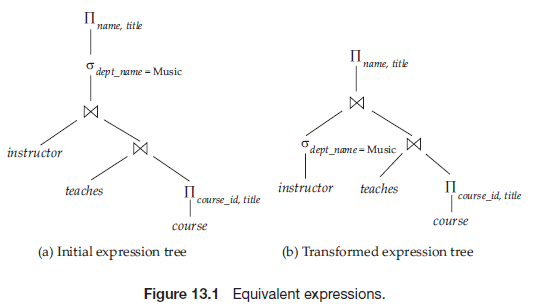 Π name, title
σ dept_name = Music
⋈
instructor
⋈
teaches
Π course_id, title
course
(a) Initial expression tree
Π name, title
⋈
σ dept_name = Music
⋈
instructor
teaches
Π course_id, title
course
(b) Transformed expression tree
Figure 13.1 Equivalent expressions.